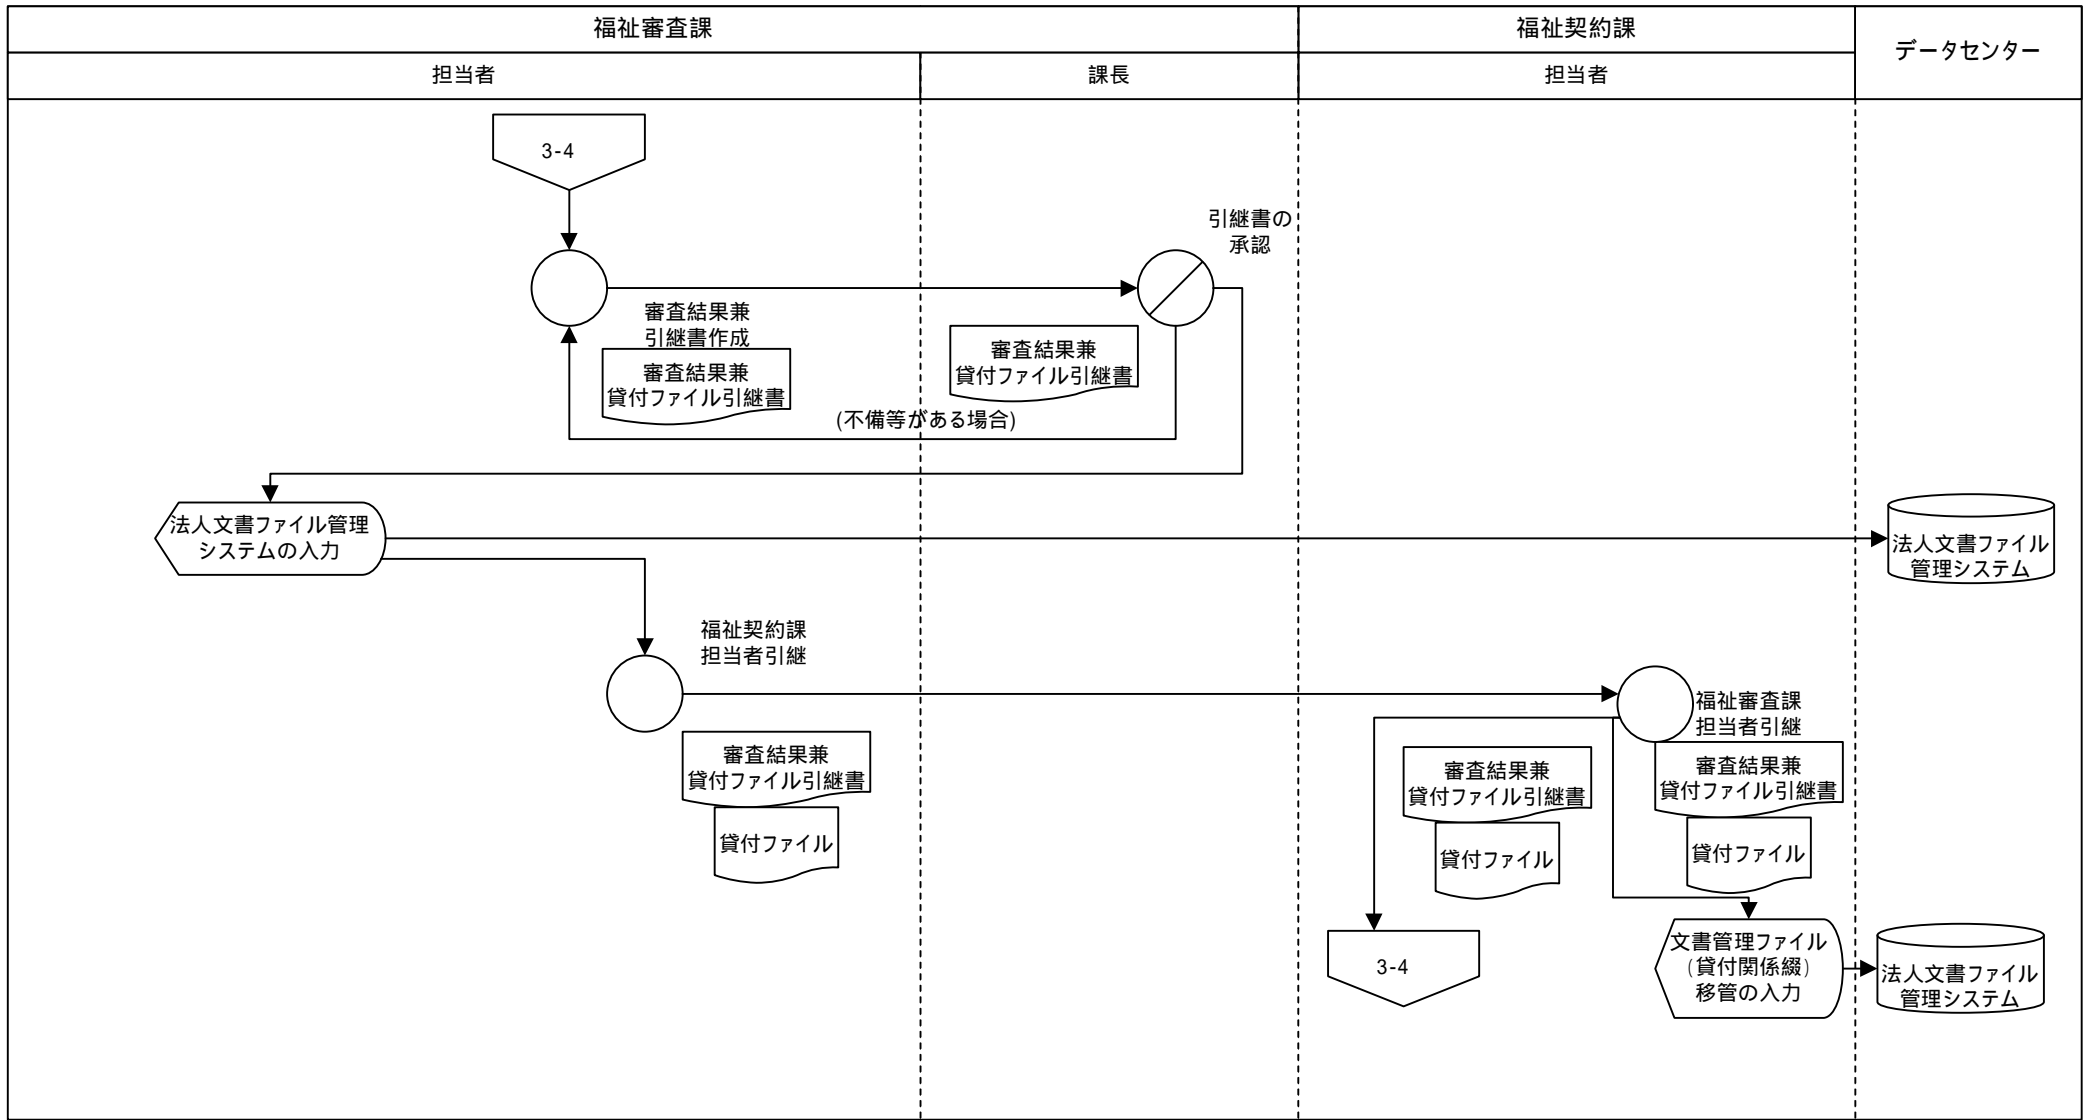 福祉審査課
福祉契約課
データセンター
担当者
課長
担当者
3-4
引継書の
承認
審査結果兼
引継書作成
審査結果兼
貸付ファイル引継書
審査結果兼
貸付ファイル引継書
(不備等がある場合)
法人文書ファイル管理
システムの入力
法人文書ファイル
管理システム
福祉契約課
担当者引継
審査結果兼
貸付ファイル引継書
貸付ファイル
福祉審査課
担当者引継
審査結果兼
貸付ファイル引継書
貸付ファイル
審査結果兼
貸付ファイル引継書
貸付ファイル
3-4
文書管理ファイル
(貸付関係綴)
移管の入力
法人文書ファイル
管理システム